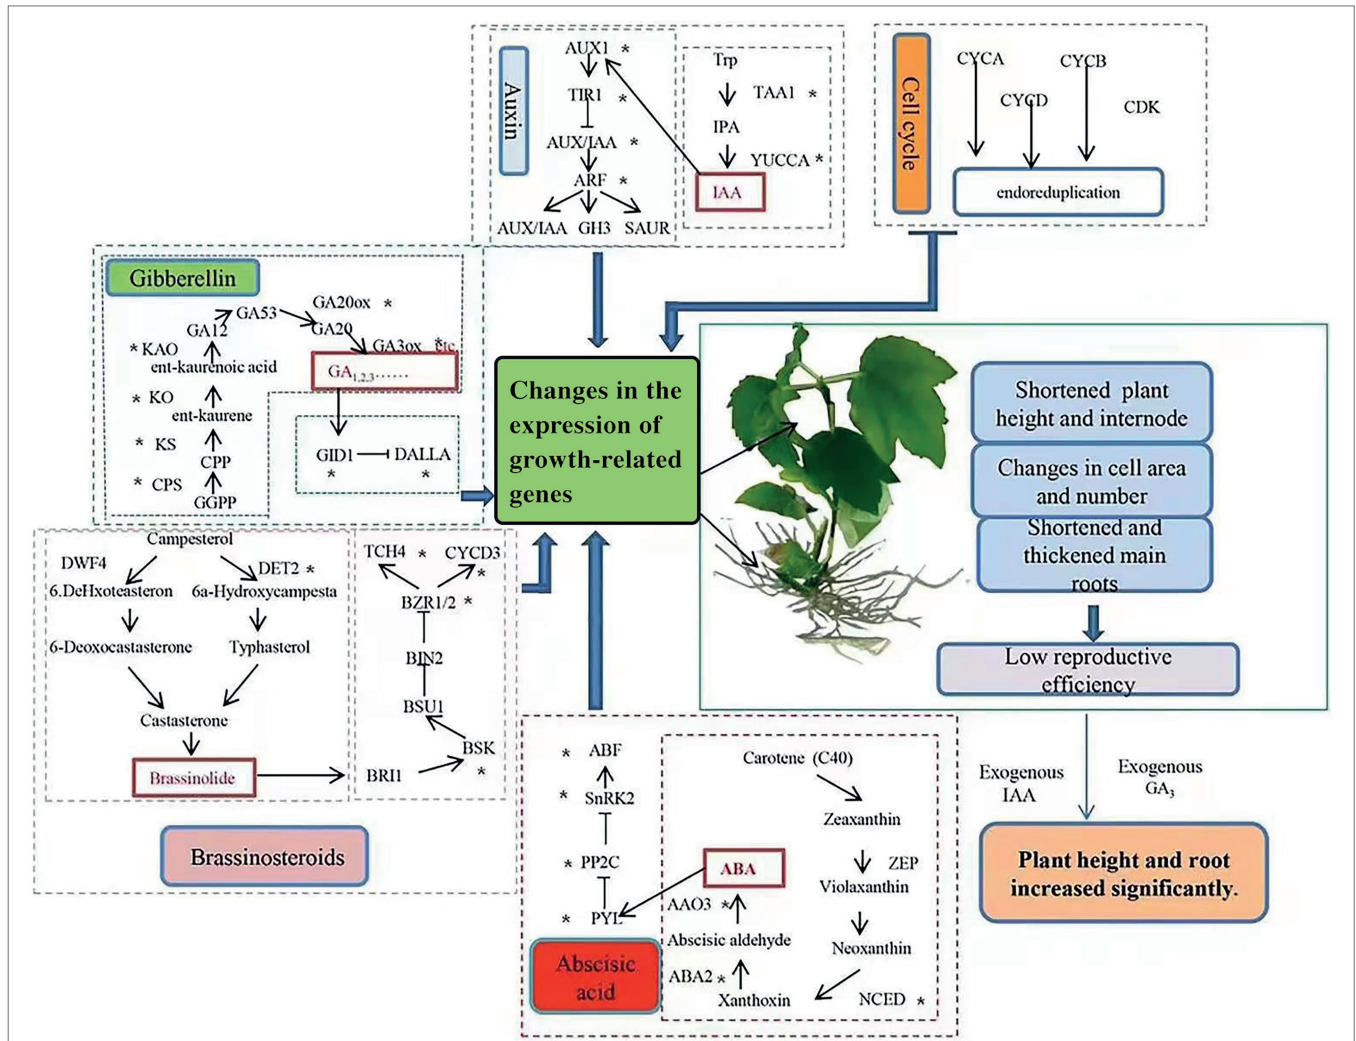 Auxin
AUX1 *
TIR1 *
AUX/IAA *
ARF *
AUX/IAA GH3 SAUR
Trp
TAA1 *
IPA
YUCCA *
IAA
Cell cycle
CYCA
CYCB
CYCD
CDK
endoreduplication
Gibberellin
GA20ox *
GA53
GA12
GA20
GA3ox * etc.
* KAO
ent-kaurenoic acid
GA1,2,3......
* KO
ent-kaurene
* KS
CPP
* CPS
GGPP
GID1
DALLA
* *
Changes in the
expression of
growth-related
genes
Shortened plant
height and internode
Changes in cell area
and number
Shortened and
thickened main
roots
Low reproductive
efficiency
Exogenous
IAA
Exogenous
GA3
Plant height and root
increased significantly.
Campesterol
DWF4
DET2 *
6.DeHxoteasteron
6a-Hydroxycampesta
6-Deoxocastasterone
Typhasterol
Castasterone
Brassinolide
TCH4 * CYCD3
*
BZR1/2 *
BIN2
BSU1
BSK
*
BRI1
Brassinosteroids
* ABF
* SnRK2
* PP2C
* PYL
Abscisic
acid
Carotene (C40)
Zeaxanthin
ZEP
Violaxanthin
Neoxanthin
NCED *
Xanthoxin
ABA2 *
Abscisic aldehyde
AAO3 *
ABA